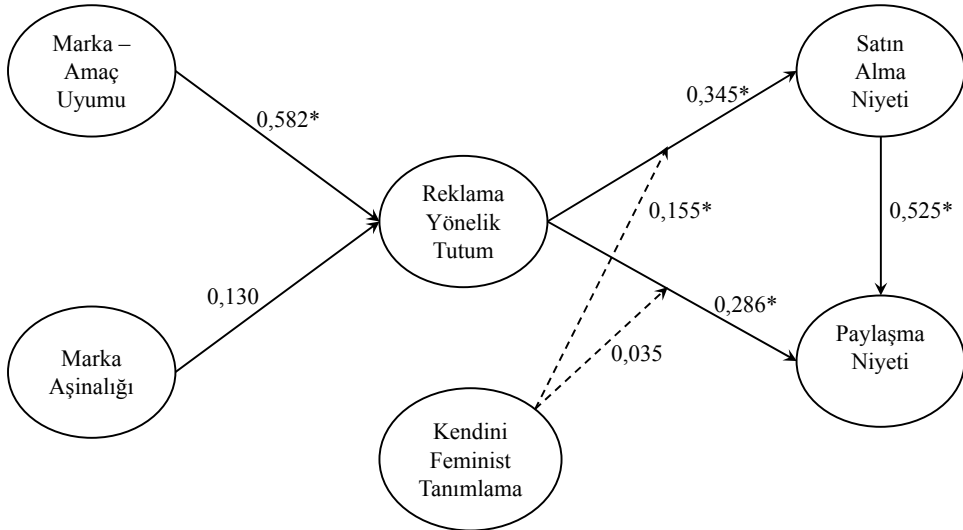 Marka –
Amaç
Uyumu
Satın
Alma
Niyeti
0,582*
0,345*
Reklama
Yönelik
Tutum
0,155*
0,525*
0,130
0,286*
Marka
Aşinalığı
0,035
Paylaşma
Niyeti
Kendini
Feminist
Tanımlama